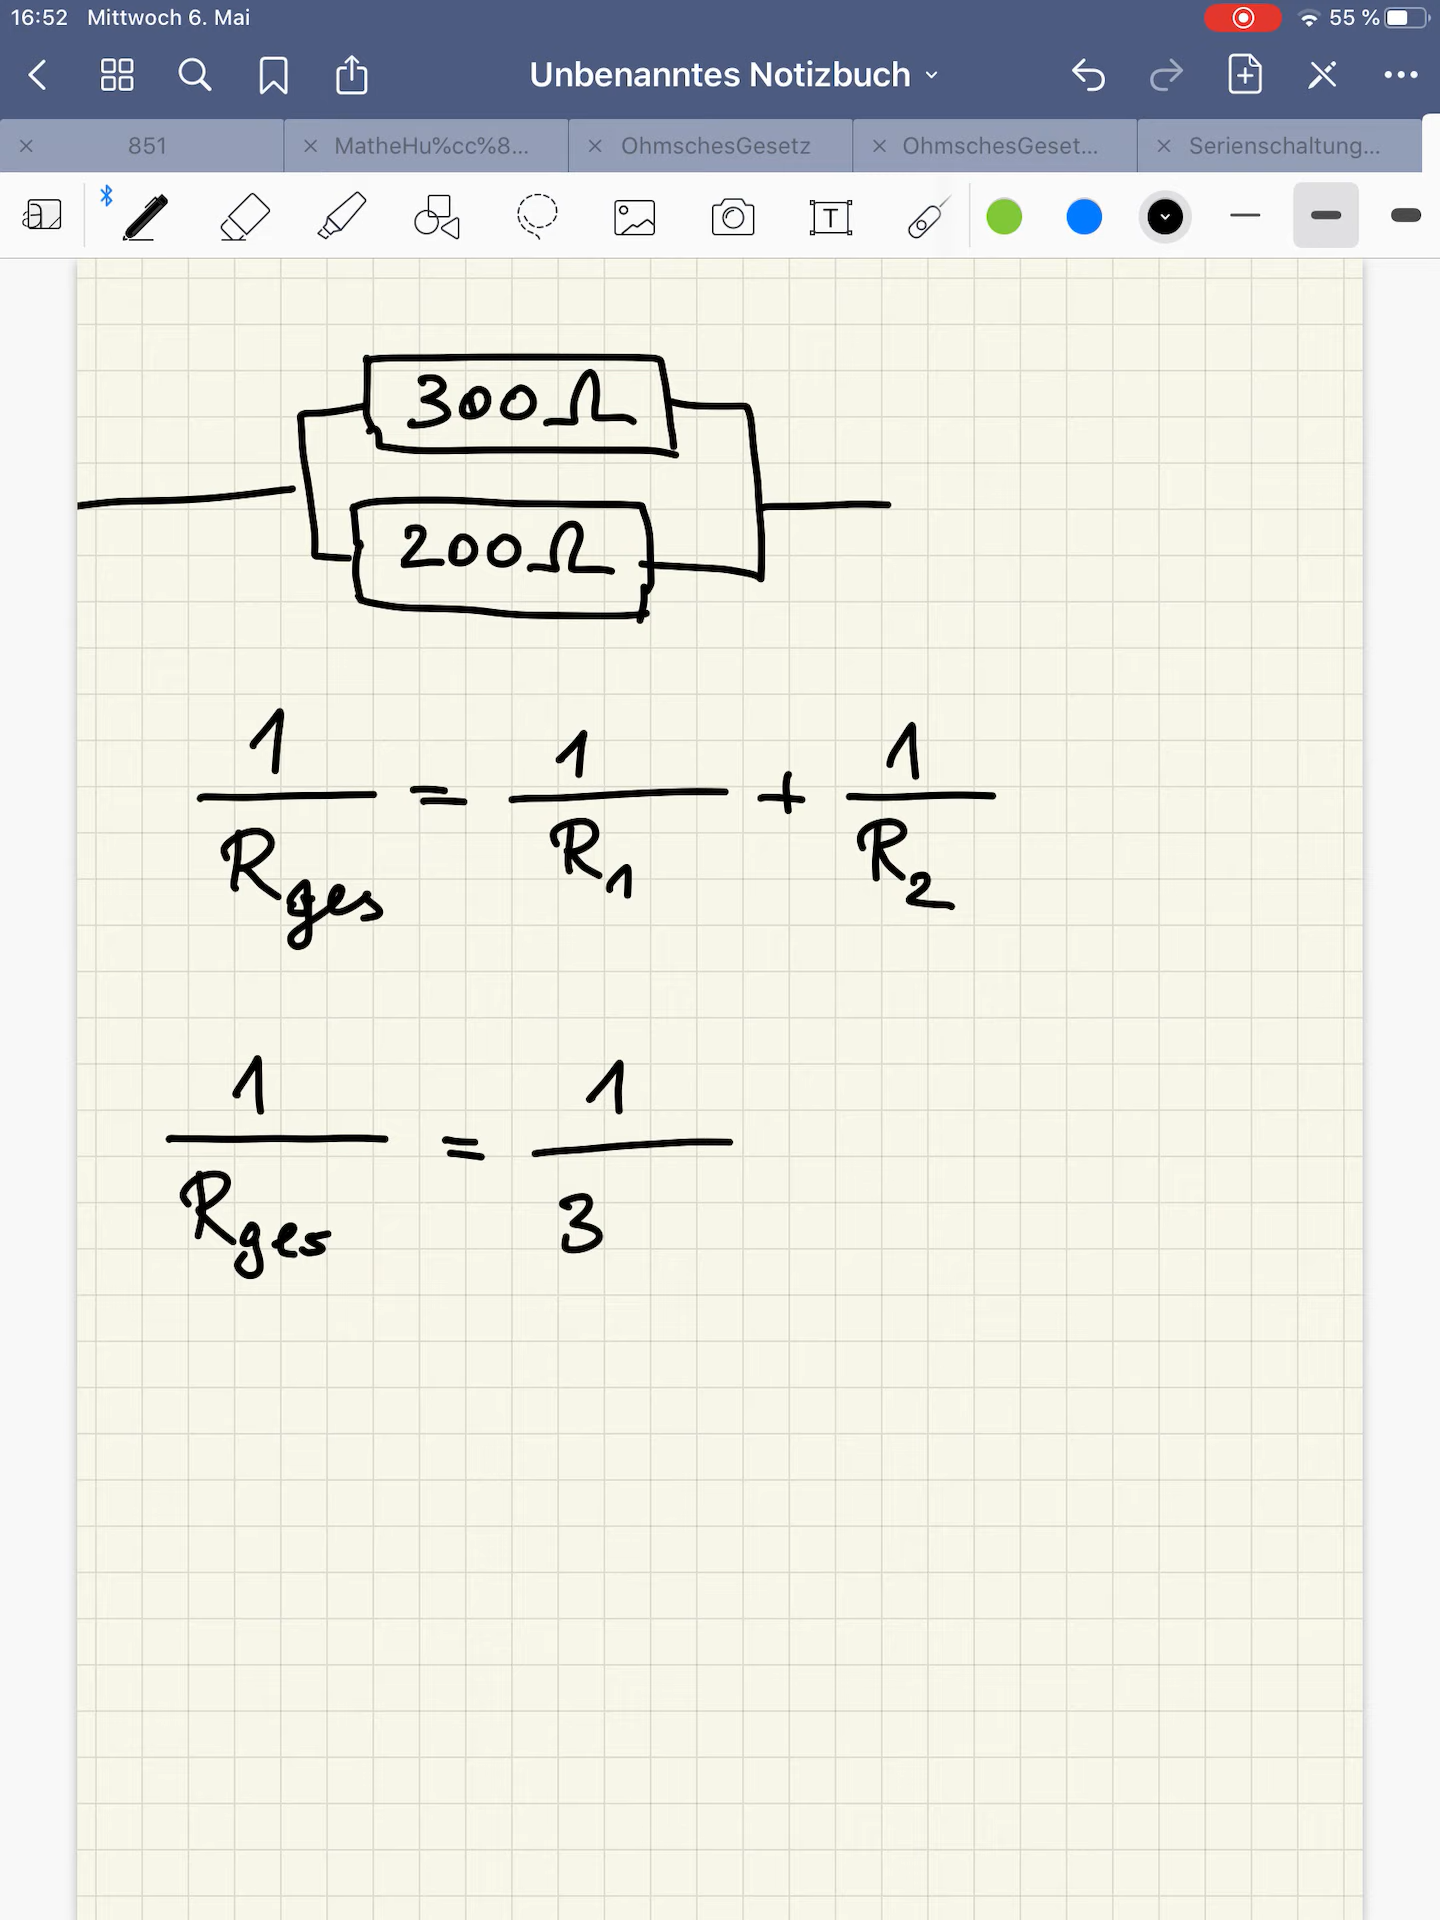 16:52 Mittwoch 6. Mai 55 %
Unbenanntes Notizbuch
× 851 × MatheHu%cc%8... × OhmschesGesetz × OhmschesGeset... × Serienschaltung...
T
300Ω
200Ω
1/Rges = 1/R1 + 1/R2
1/Rges = 1/3